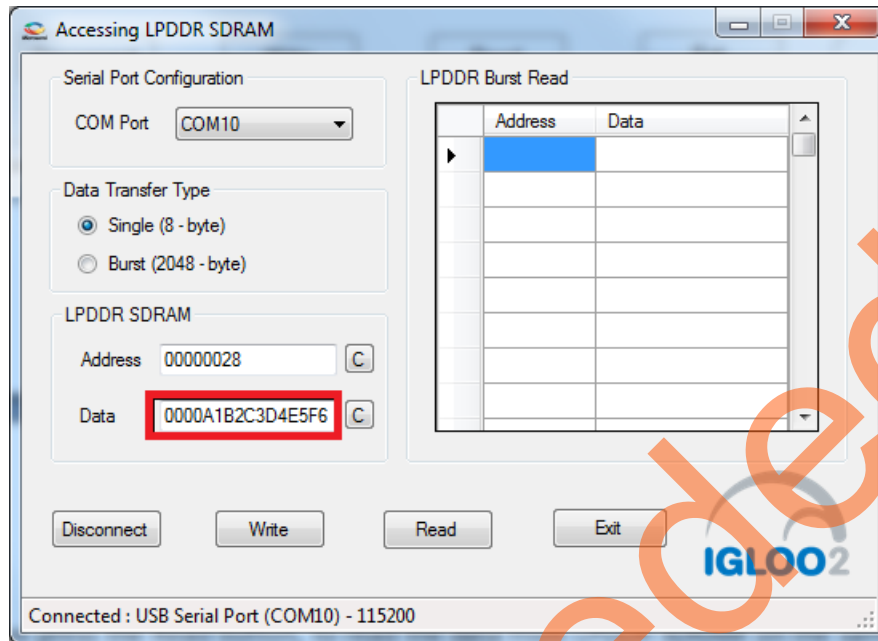 Accessing LPDDR SDRAM
Serial Port Configuration
COM Port COM10
Data Transfer Type
Single (8 - byte)
Burst (2048 - byte)
LPDDR SDRAM
Address 00000028 C
Data 0000A1B2C3D4E5F6 C
LPDDR Burst Read
Address Data
Disconnect Write Read Exit
IGLOO2
Connected : USB Serial Port (COM10) - 115200